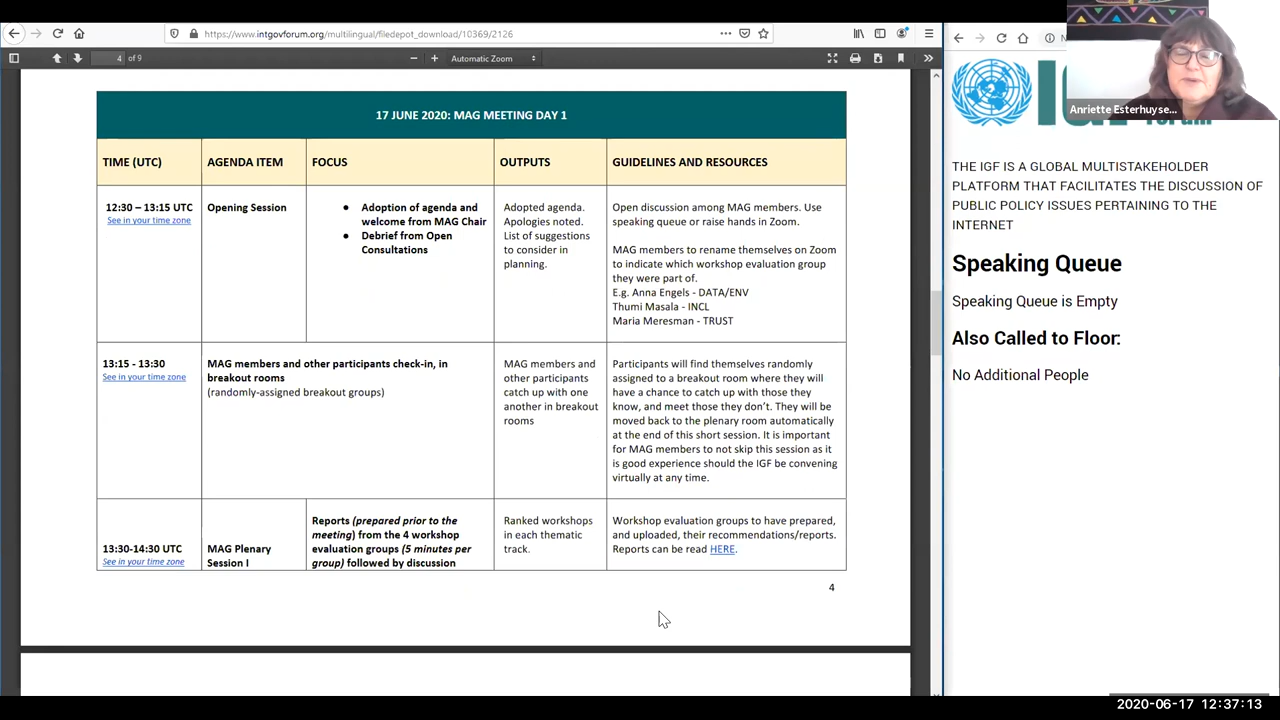 https://www.intgovforum.org/multilingual/filedepot_download/10369/2126
4 of 9
Automatic Zoom
17 JUNE 2020: MAG MEETING DAY 1
TIME (UTC)
AGENDA ITEM
FOCUS
OUTPUTS
GUIDELINES AND RESOURCES
12:30 – 13:15 UTC
See in your time zone
Opening Session
● Adoption of agenda and
welcome from MAG Chair
● Debrief from Open
Consultations
Adopted agenda.
Apologies noted.
List of suggestions
to consider in
planning.
Open discussion among MAG members. Use
speaking queue or raise hands in Zoom.
MAG members to rename themselves on Zoom
to indicate which workshop evaluation group
they were part of.
E.g. Anna Engels - DATA/ENV
Thumi Masala - INCL
Maria Meresman - TRUST
13:15 - 13:30
See in your time zone
MAG members and other participants check-in, in
breakout rooms
(randomly-assigned breakout groups)
MAG members and
other participants
catch up with one
another in breakout
rooms
Participants will find themselves randomly
assigned to a breakout room where they will
have a chance to catch up with those they
know, and meet those they don’t. They will be
moved back to the plenary room automatically
at the end of this short session. It is important
for MAG members to not skip this session as it
is good experience should the IGF be convening
virtually at any time.
13:30-14:30 UTC
See in your time zone
MAG Plenary
Session I
Reports (prepared prior to the
meeting) from the 4 workshop
evaluation groups (5 minutes per
group) followed by discussion
Ranked workshops
in each thematic
track.
Workshop evaluation groups to have prepared,
and uploaded, their recommendations/reports.
Reports can be read HERE.
4
Anriette Esterhuyse...
THE IGF IS A GLOBAL MULTISTAKEHOLDER
PLATFORM THAT FACILITATES THE DISCUSSION OF
PUBLIC POLICY ISSUES PERTAINING TO THE
INTERNET
Speaking Queue
Speaking Queue is Empty
Also Called to Floor:
No Additional People
2020-06-17 12:37:13